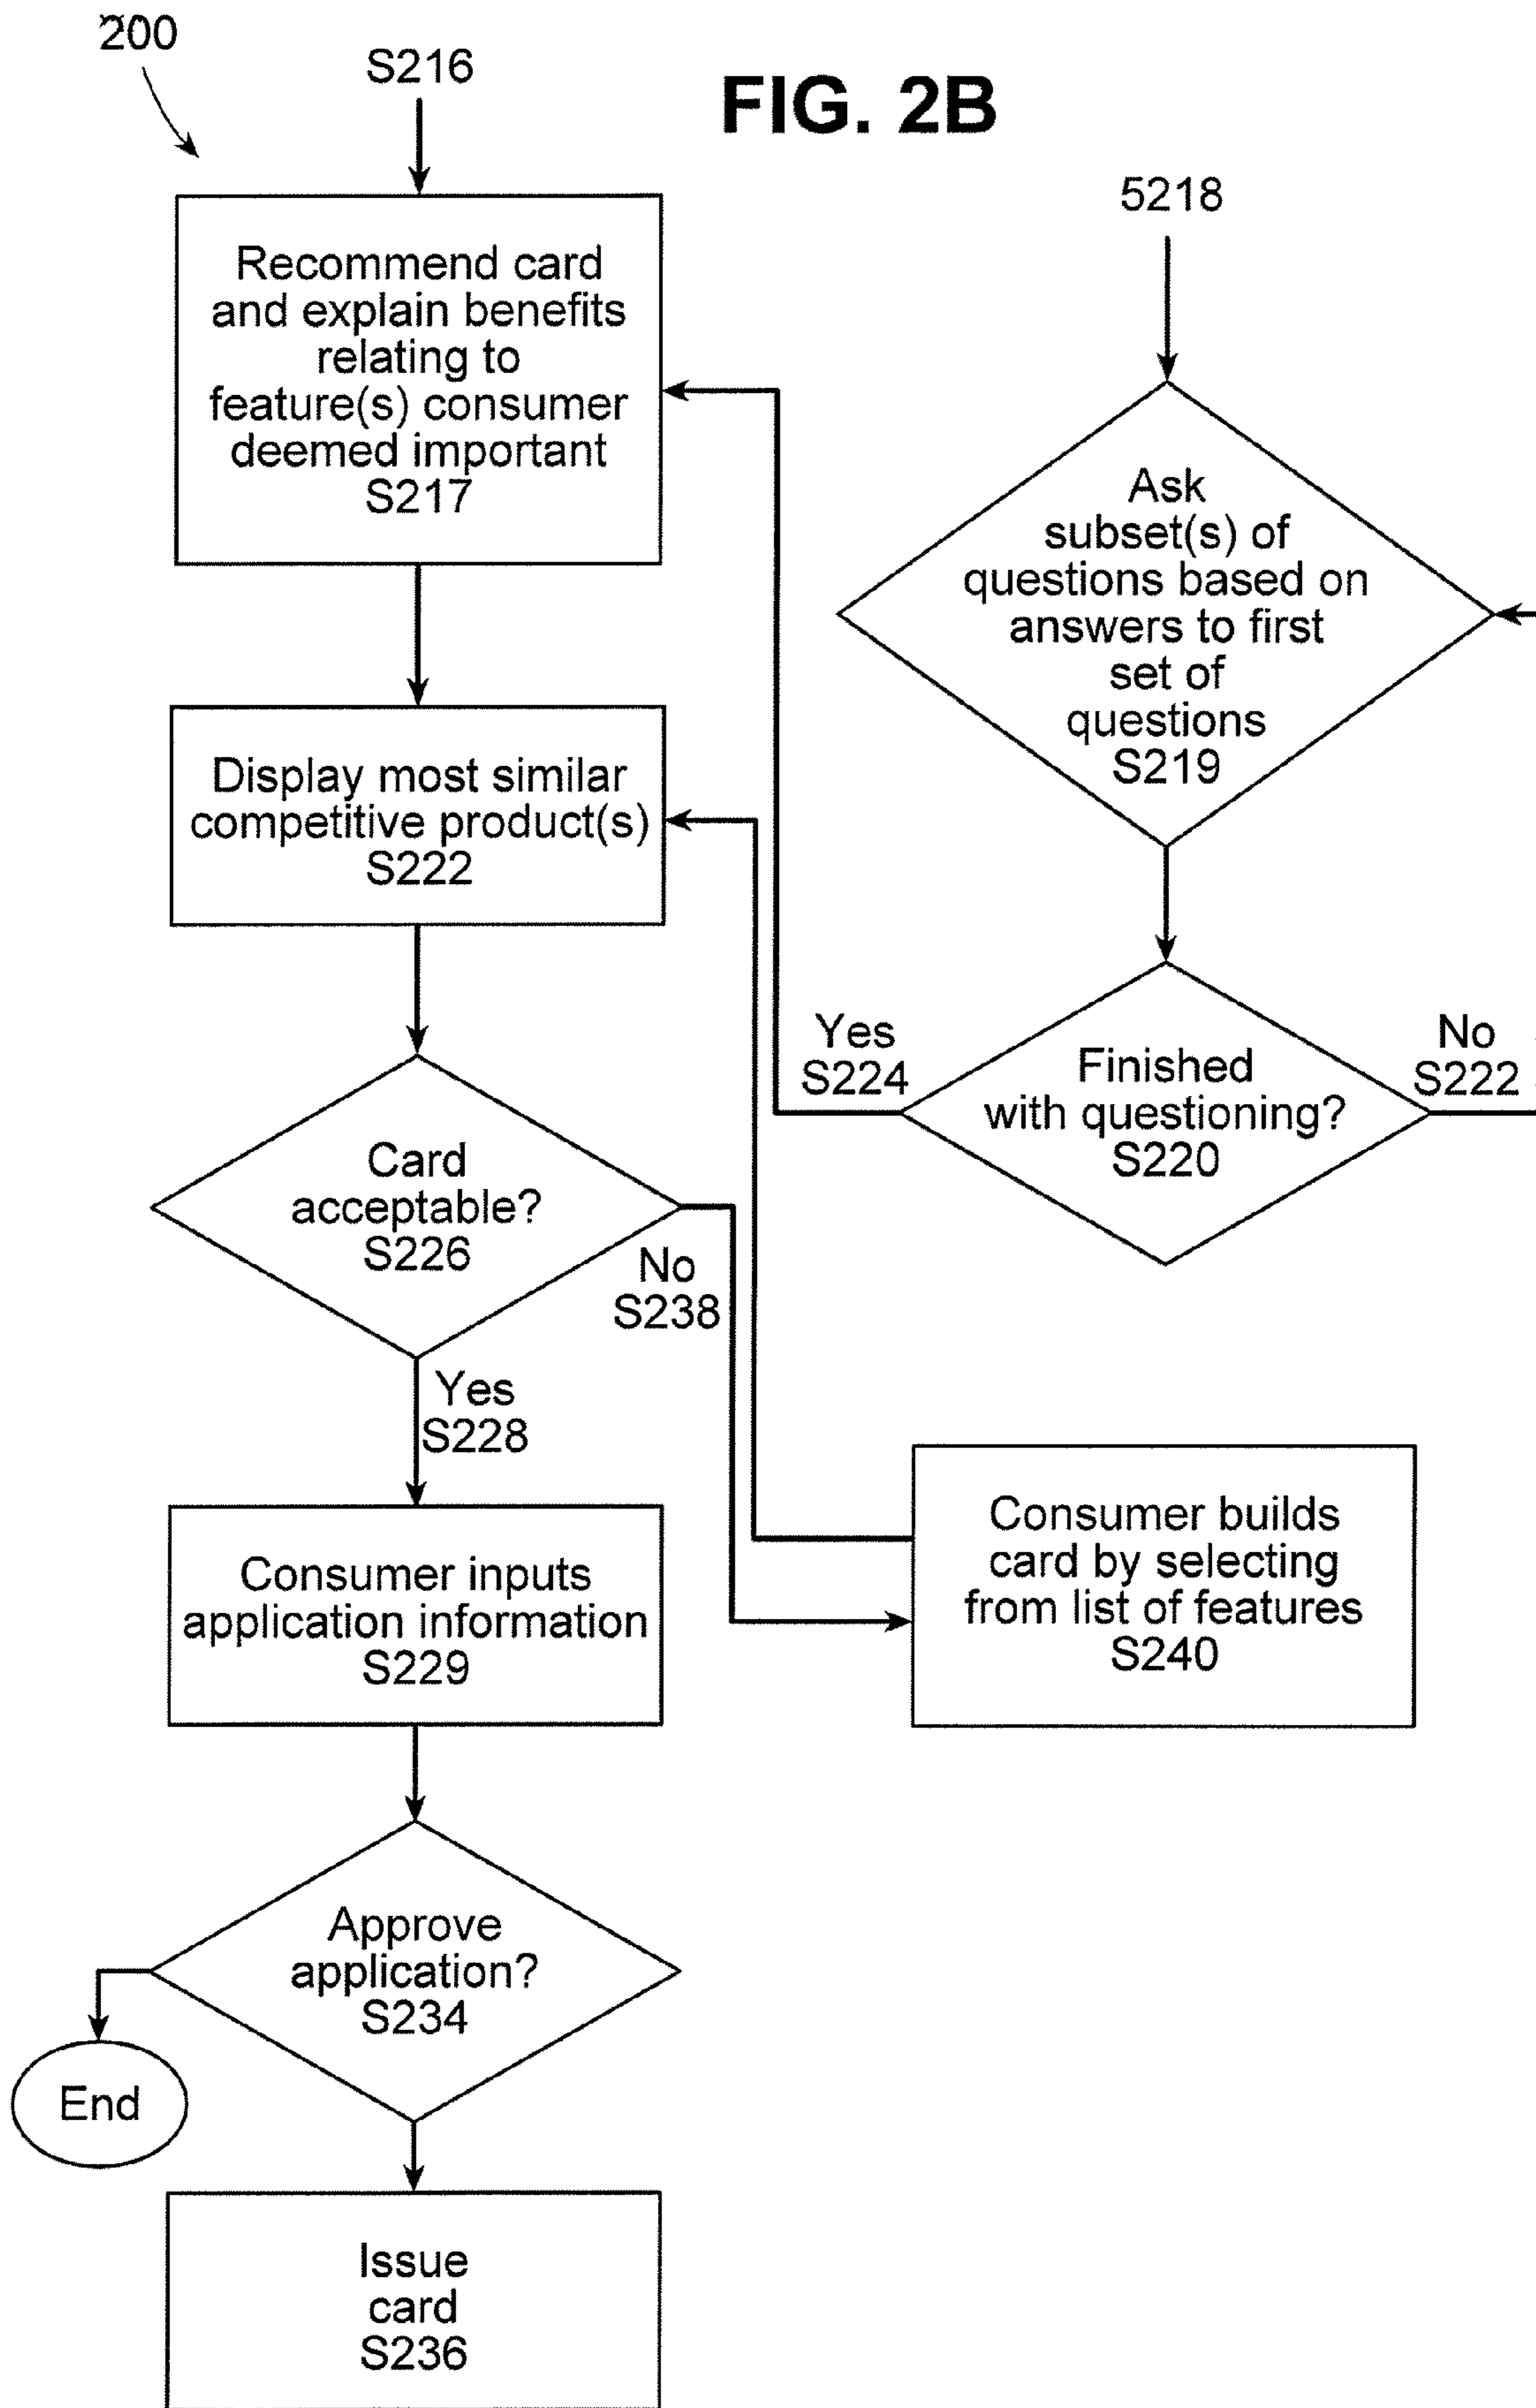 200
S216
FIG. 2B
5218
Recommend card
and explain benefits
relating to
feature(s) consumer
deemed important
S217
Ask
subset(s) of
questions based on
answers to first
set of
questions
S219
Display most similar
competitive product(s)
S222
Yes
S224
Finished
with questioning?
S220
No
S222
Card
acceptable?
S226
No
S238
Yes
S228
Consumer builds
card by selecting
from list of features
S240
Consumer inputs
application information
S229
Approve
application?
S234
End
Issue
card
S236